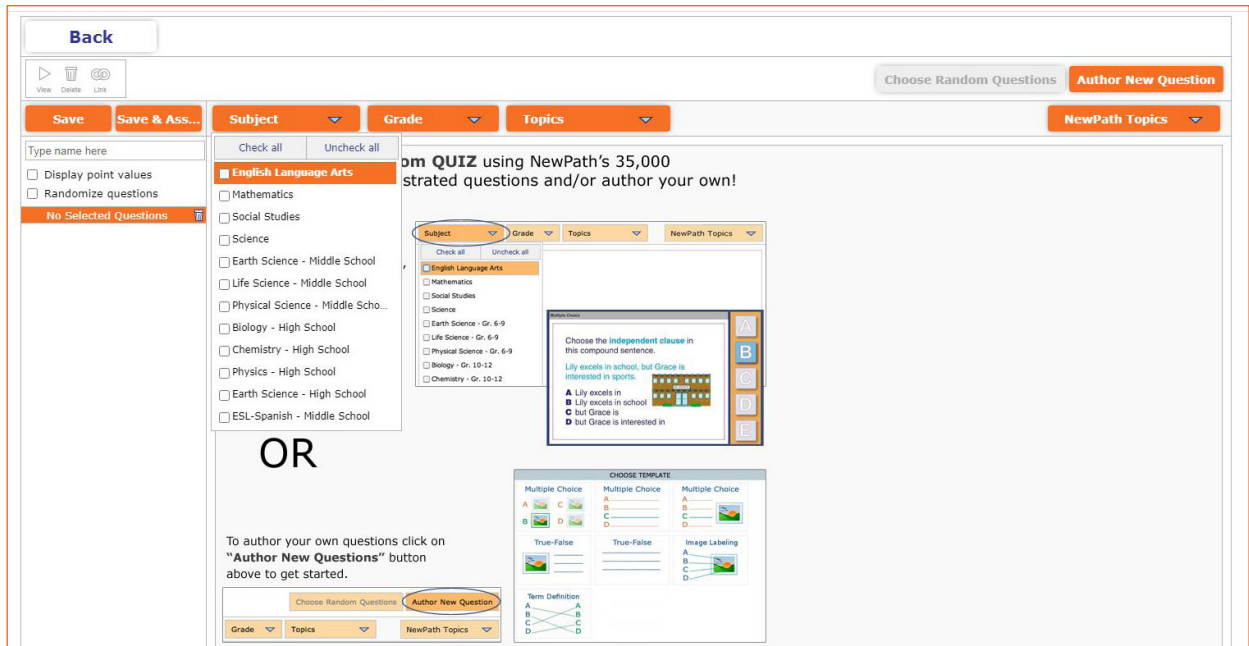 Back
View Delete Link
Choose Random Questions Author New Question
Save Save & Ass... Subject Grade Topics NewPath Topics
Type name here
Display point values
Randomize questions
No Selected Questions
Check all Uncheck all
English Language Arts
Mathematics
Social Studies
Science
Earth Science - Middle School
Life Science - Middle School
Physical Science - Middle Scho...
Biology - High School
Chemistry - High School
Physics - High School
Earth Science - High School
ESL-Spanish - Middle School
om QUIZ using NewPath's 35,000
strated questions and/or author your own!
Subject Grade Topics NewPath Topics
Check all Uncheck all
English Language Arts
Mathematics
Social Studies
Science
Earth Science - Gr. 6-9
Life Science - Gr. 6-9
Physical Science - Gr. 6-9
Biology - Gr. 10-12
Chemistry - Gr. 10-12
Multiple Choice
Choose the independent clause in
this compound sentence.
Lily excels in school, but Grace is
interested in sports.
A Lily excels in
B Lily excels in school
C but Grace is
D but Grace is interested in
A
B
C
D
E
OR
To author your own questions click on
"Author New Questions" button
above to get started.
Choose Random Questions Author New Question
Grade Topics NewPath Topics
CHOOSE TEMPLATE
Multiple Choice Multiple Choice Multiple Choice
A C A A
B B
C C
B D D D
True-False True-False Image Labeling
A
B
C
D
Term Definition
A A
B B
C C
D D